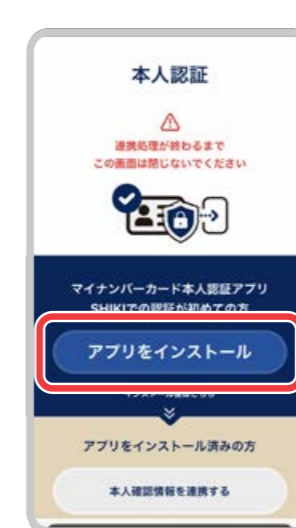 本人認証
連携処理が終わるまで
この画面は閉じないでください
マイナンバーカード本人認証アプリ
SHIKIでの認証が初めての方
アプリをインストール
アプリをインストール済みの方
本人確認情報を連携する